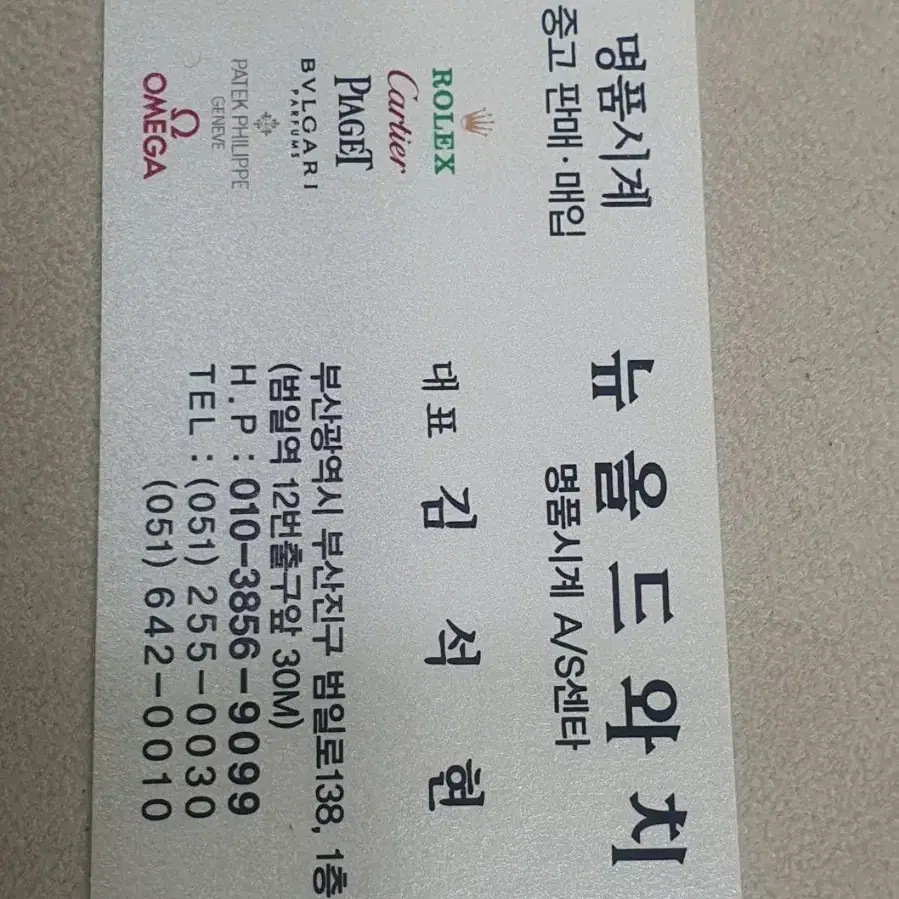 명품시계
중고 판매·매입
ROLEX
Cartier
PIAGET
BVLGARI
PARFUMS
PATEK PHILIPPE
GENEVE
Ω
OMEGA
뉴올드와치
명품시계 A/S센타
대표 김석현
부산광역시 부산진구 범일로138, 1층
(범일역 12번출구앞 30M)
H.P : 010-3856-9099
TEL : (051) 255-0030
(051) 642-0010